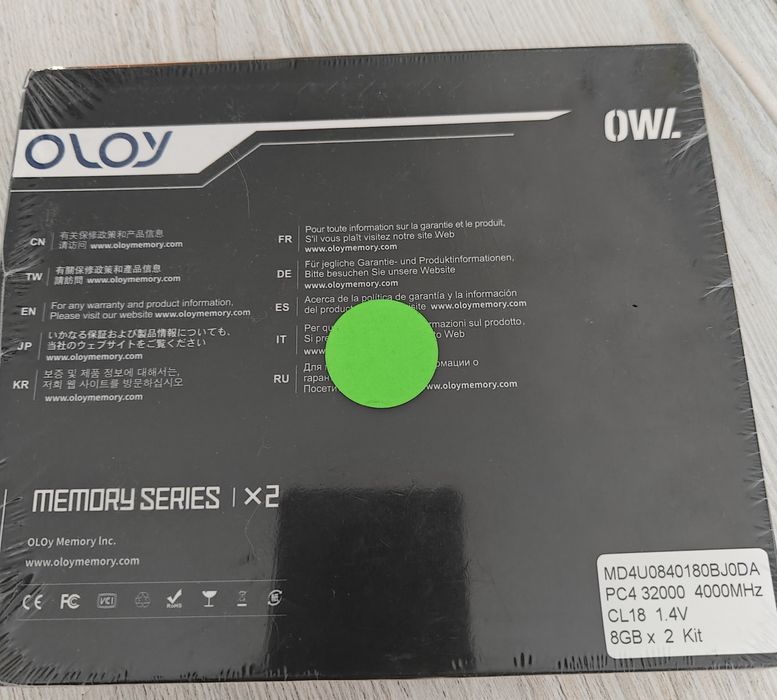 OLOY
OWL
CN
有关保修政策和产品信息
请访问 www.oloymemory.com
TW
有關保修政策和產品信息
請訪問 www.oloymemory.com
EN
For any warranty and product information,
Please visit our website www.oloymemory.com
JP
いかなる保証および製品情報についても、
当社のウェブサイトをご覧ください
www.oloymemory.com
KR
보증 및 제품 정보에 대해서는,
저희 웹 사이트를 방문하십시오
www.oloymemory.com
FR
Pour toute information sur la garantie et le produit,
S'il vous plaît visitez notre site Web
www.oloymemory.com
DE
Für jegliche Garantie- und Produktinformationen,
Bitte besuchen Sie unsere Website
www.oloymemory.com
ES
Acerca de la política de garantía y la información
del www.oloymemory.com
IT
Per sul prodotto.
Si Web
RU
Для о
www.oloymemory.com
MEMORY SERIES | X2
OLOy Memory Inc.
www.oloymemory.com
CE FC VCI RoHS
MD4U0840180BJ0DA
PC4 32000 4000MHz
CL18 1.4V
8GB x 2 Kit